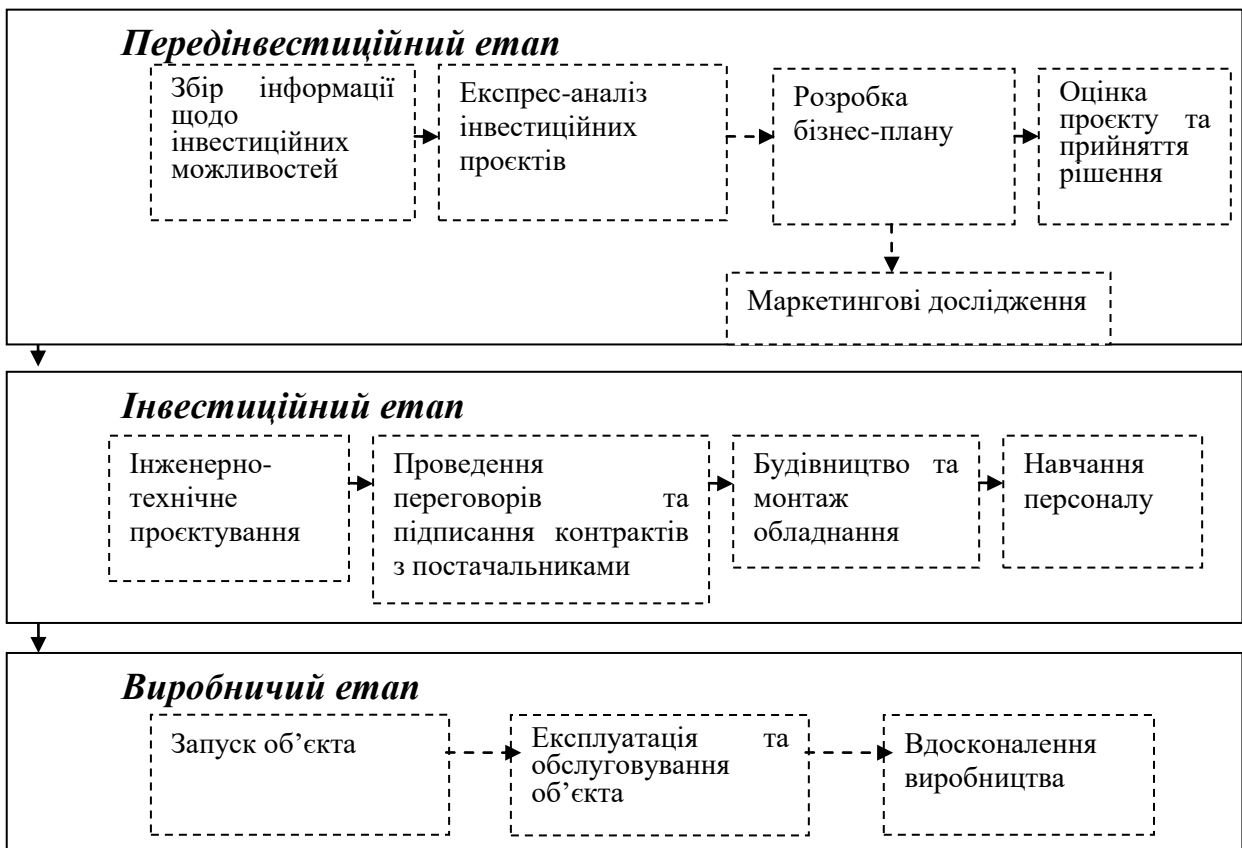 Передінвестиційний етап
Збір інформації
щодо
інвестиційних
можливостей
Експрес-аналіз
інвестиційних
проєктів
Розробка
бізнес-плану
Оцінка
проєкту та
прийняття
рішення
Маркетингові дослідження
Інвестиційний етап
Інженерно-
технічне
проєктування
Проведення
переговорів та
підписання контрактів
з постачальниками
Будівництво та
монтаж
обладнання
Навчання
персоналу
Виробничий етап
Запуск об’єкта
Експлуатація та
обслуговування
об’єкта
Вдосконалення
виробництва